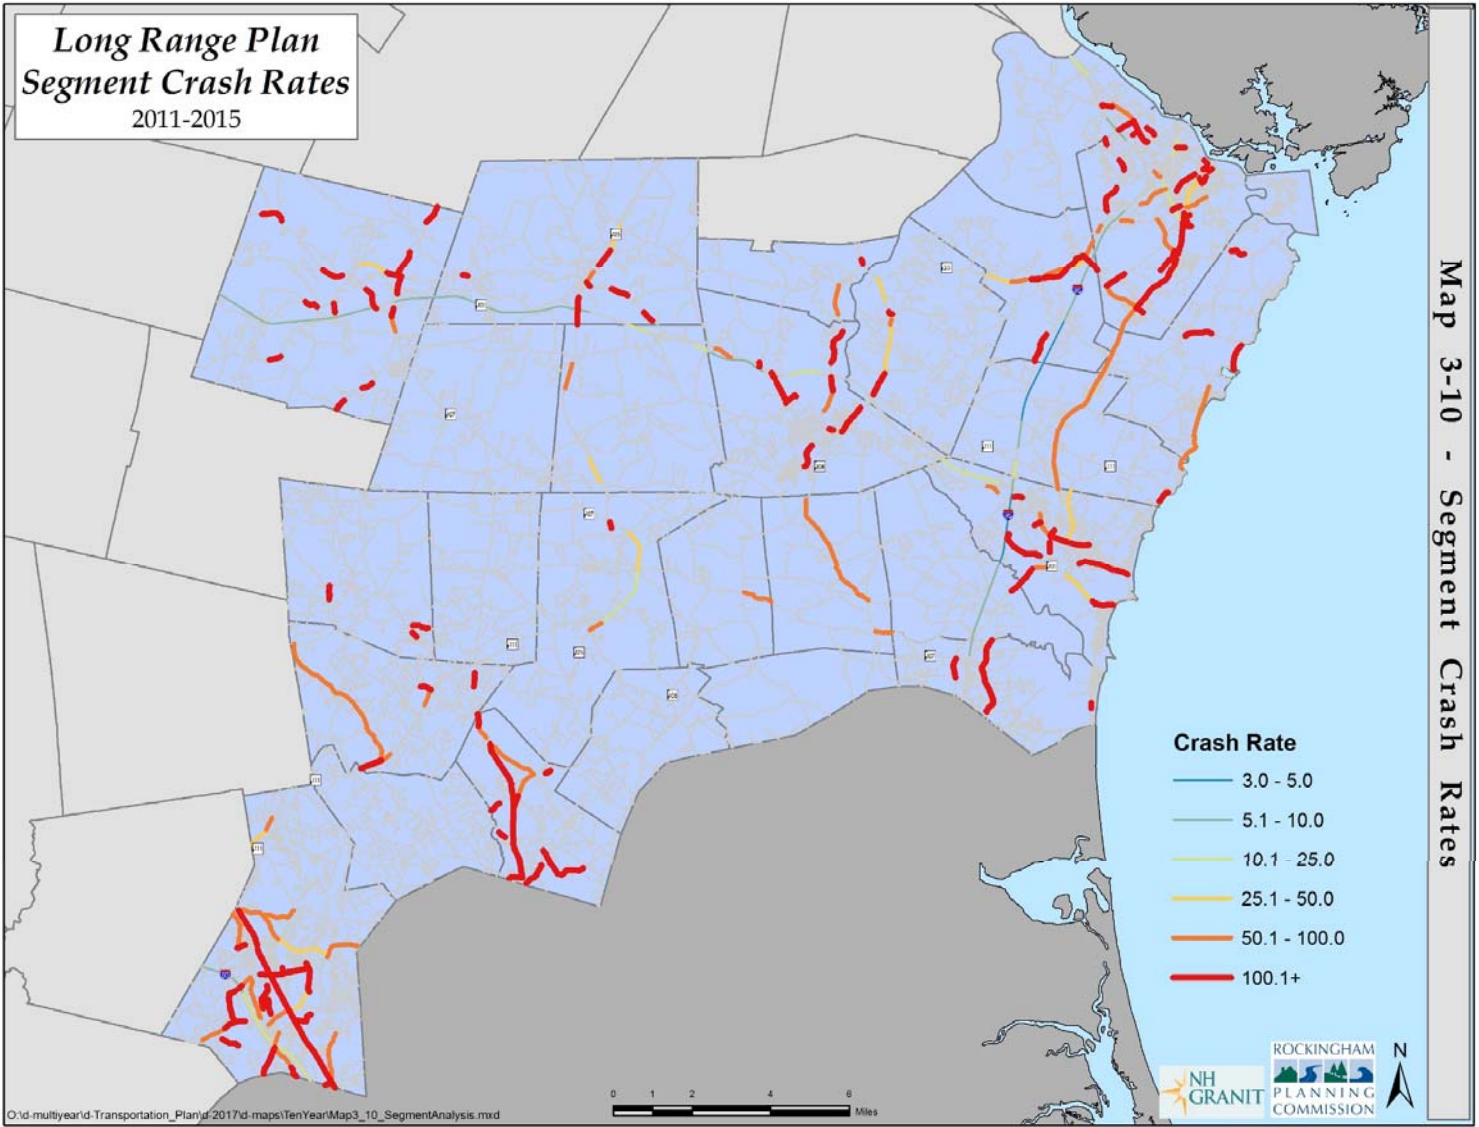 Long Range Plan
Segment Crash Rates
2011-2015
Map 3-10 - Segment Crash Rates
Crash Rate
3.0 - 5.0
5.1 - 10.0
10.1 - 25.0
25.1 - 50.0
50.1 - 100.0
100.1+
ROCKINGHAM
PLANNING
COMMISSION
NH
GRANIT
N
0 1 2 4 6
Miles
O:\d-multiyear\d-Transportation_Plan\d-2017\d-maps\TenYear\Map3_10_SegmentAnalysis.mxd